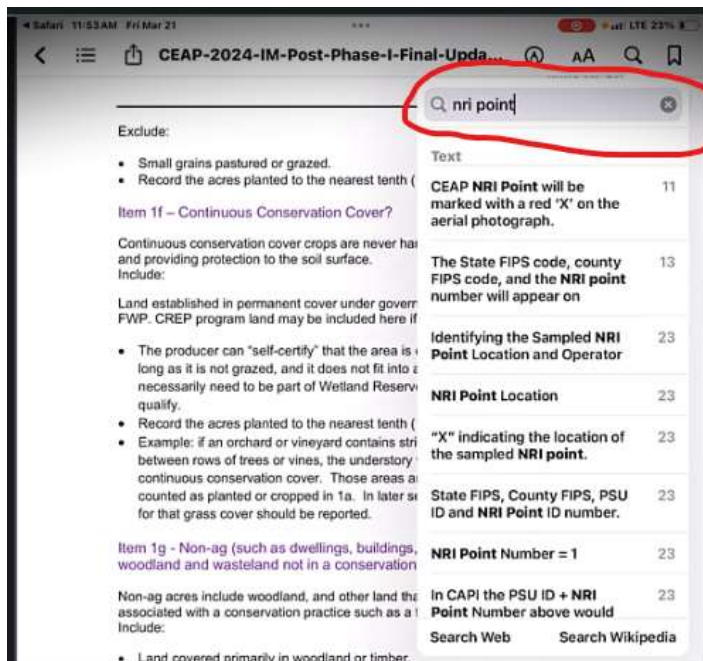 Safari 11:53 AM Fri Mar 21
LTE 23%
CEAP-2024-IM-Post-Phase-I-Final-Upda...
AA
nri point
Exclude:
• Small grains pastured or grazed.
• Record the acres planted to the nearest tenth (
Item 1f – Continuous Conservation Cover?
Continuous conservation cover crops are never ha
and providing protection to the soil surface.
Include:
Land established in permanent cover under govern
FWP. CREP program land may be included here if
• The producer can "self-certify" that the area is
long as it is not grazed, and it does not fit into a
necessarily need to be part of Wetland Reserv
qualify.
• Record the acres planted to the nearest tenth (
• Example: if an orchard or vineyard contains stri
between rows of trees or vines, the understory
continuous conservation cover. Those areas a
counted as planted or cropped in 1a. In later s
for that grass cover should be reported.
Item 1g - Non-ag (such as dwellings, buildings,
woodland and wasteland not in a conservation
Non-ag acres include woodland, and other land tha
associated with a conservation practice such as a
Include:
• Land covered primarily in woodland or timber.
Text
CEAP NRI Point will be 11
marked with a red 'X' on the
aerial photograph.
The State FIPS code, county 13
FIPS code, and the NRI point
number will appear on
Identifying the Sampled NRI 23
Point Location and Operator
NRI Point Location 23
"X" indicating the location of 23
the sampled NRI point.
State FIPS, County FIPS, PSU 23
ID and NRI Point ID number.
NRI Point Number = 1 23
In CAPI the PSU ID + NRI 23
Point Number above would
Search Web Search Wikipedia